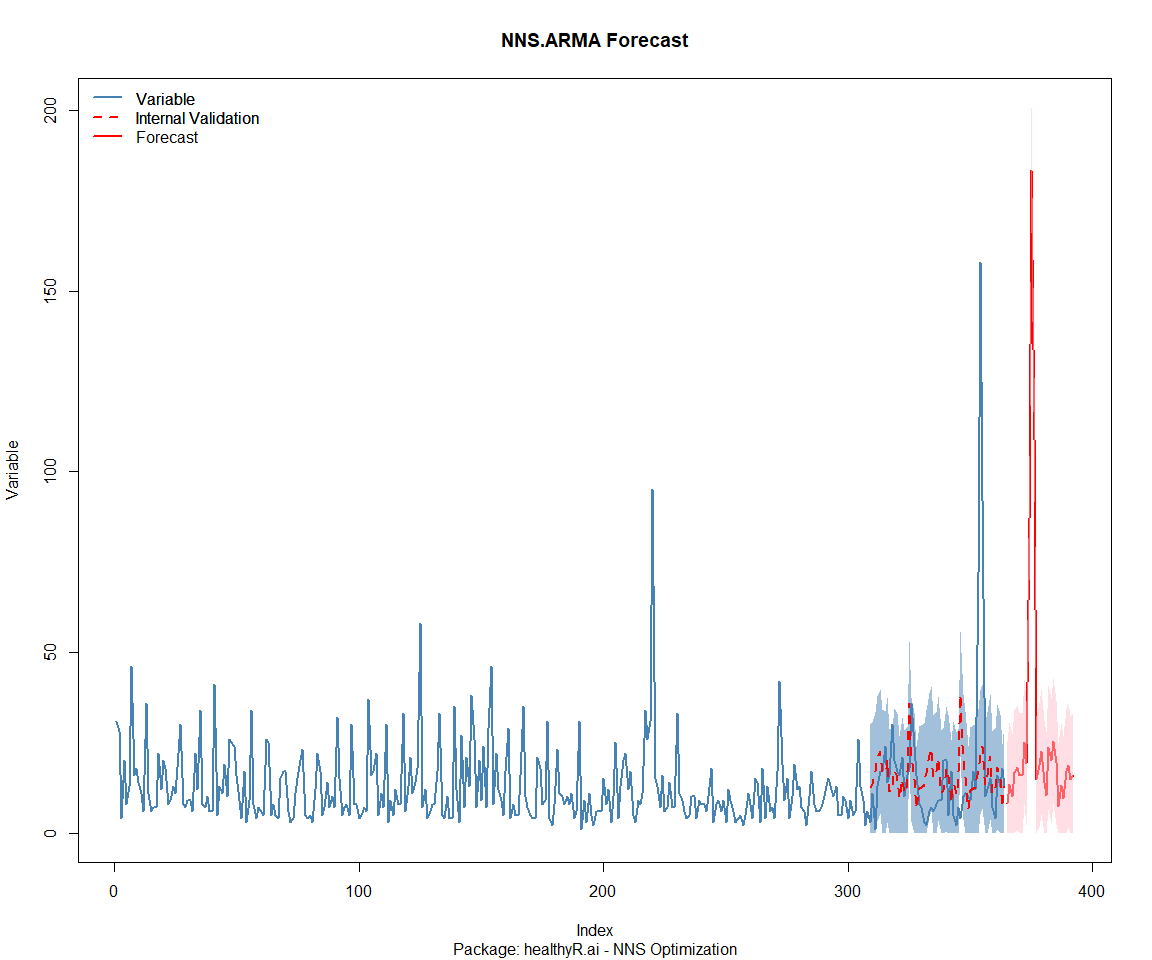 NNS.ARMA Forecast
Variable
Internal Validation
Forecast
200
150
100
50
0
Variable
0
100
200
300
400
Index
Package: healthyR.ai - NNS Optimization